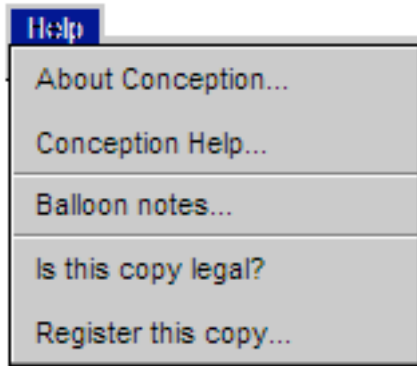 Help
About Conception...
Conception Help...
Balloon notes...
Is this copy legal?
Register this copy...